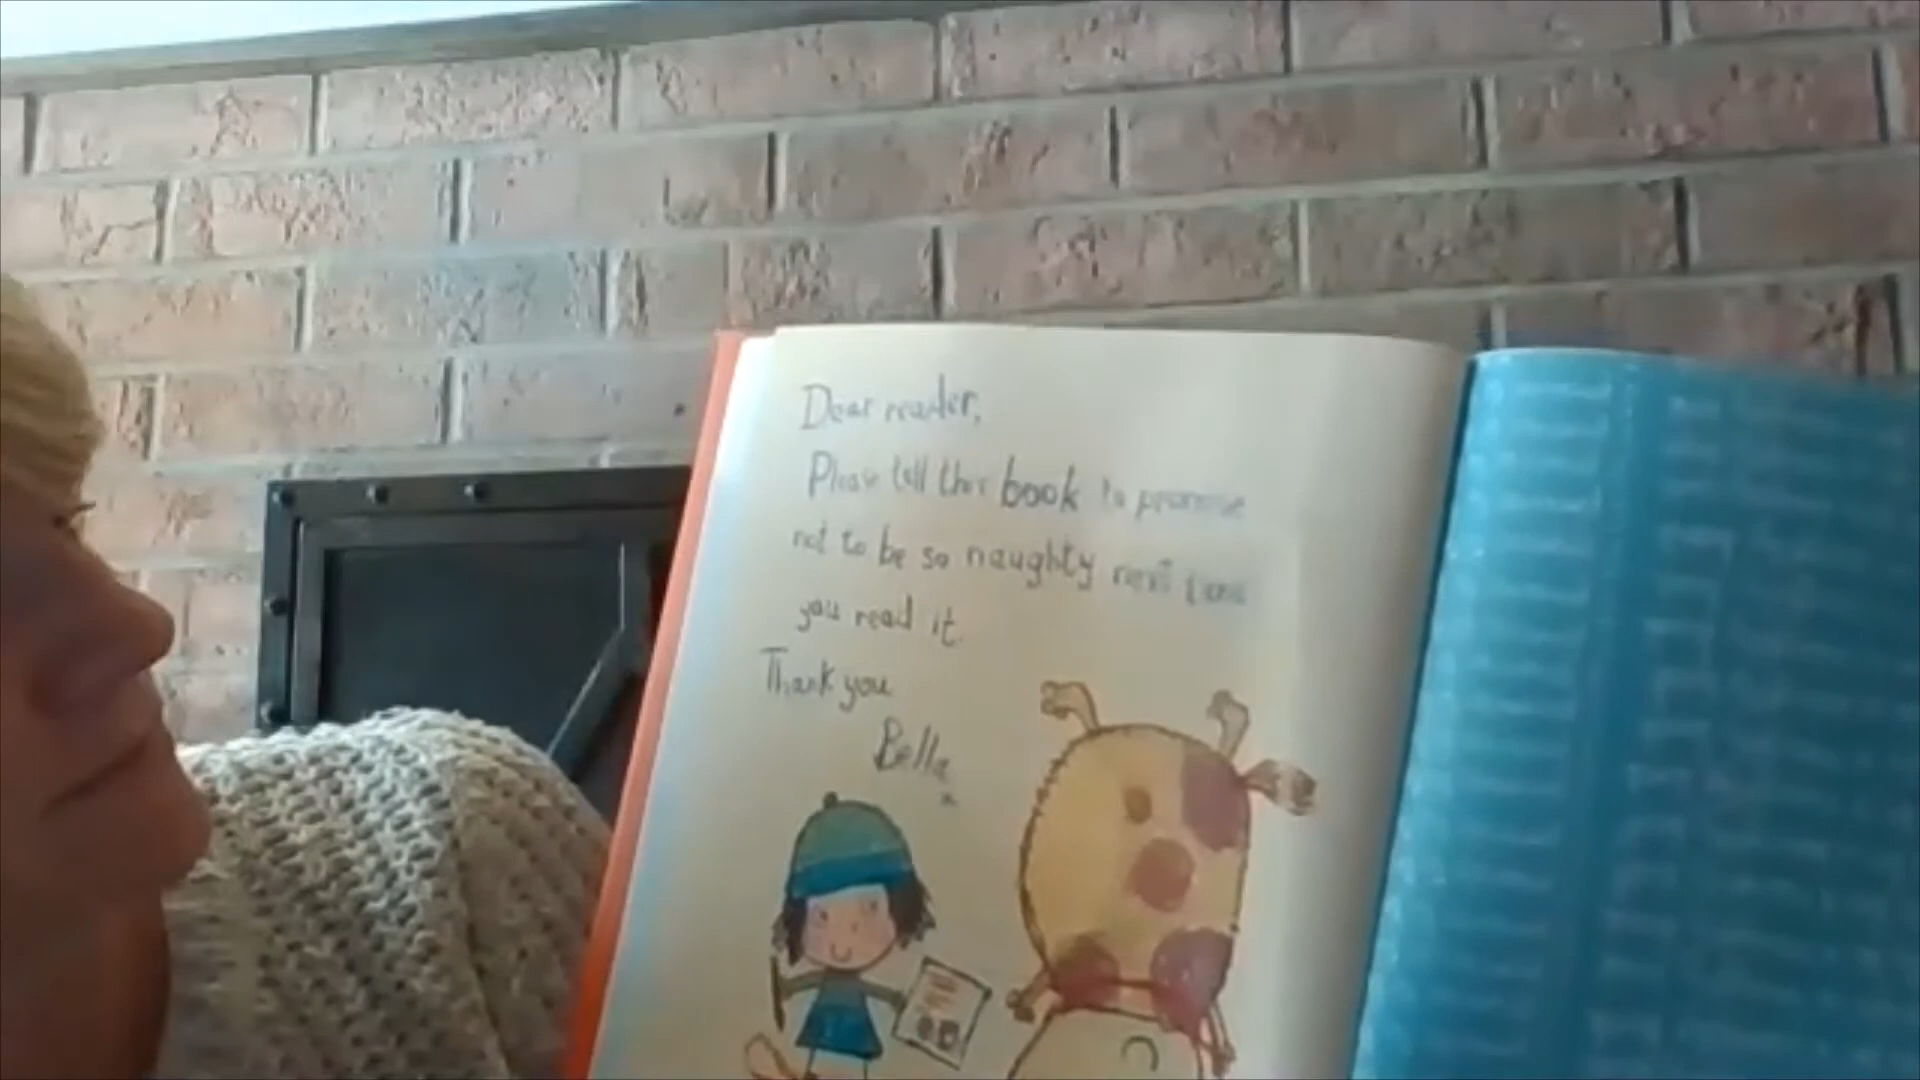 Dear reader,
Please tell this book to promise
not to be so naughty next time
you read it.
Thank you
Bella
x